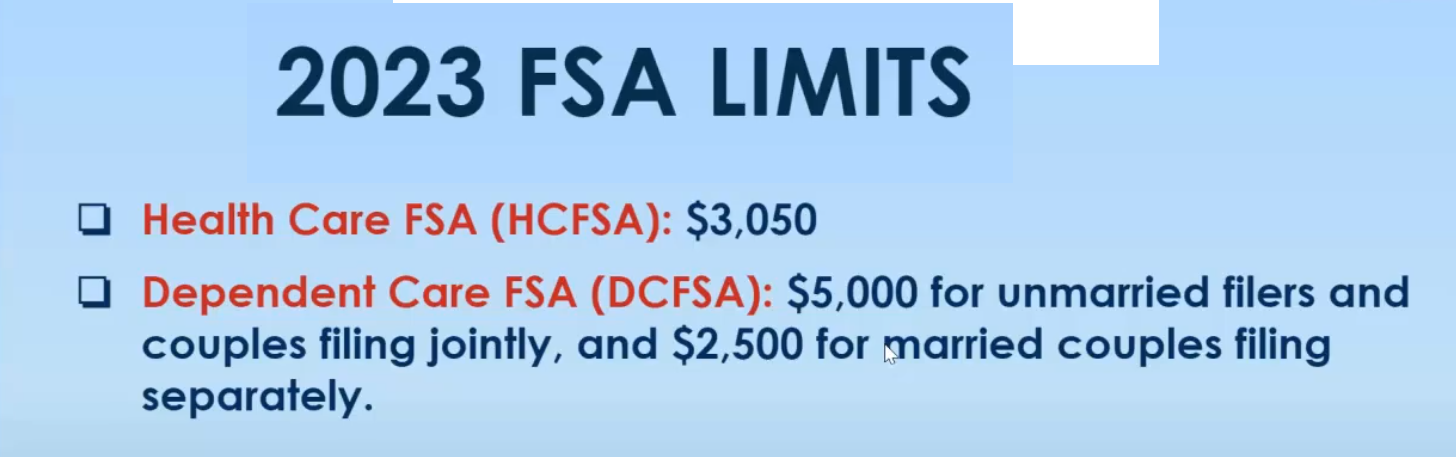 2023 FSA LIMITS
Health Care FSA (HCFSA): $3,050
Dependent Care FSA (DCFSA): $5,000 for unmarried filers and
couples filing jointly, and $2,500 for married couples filing
separately.